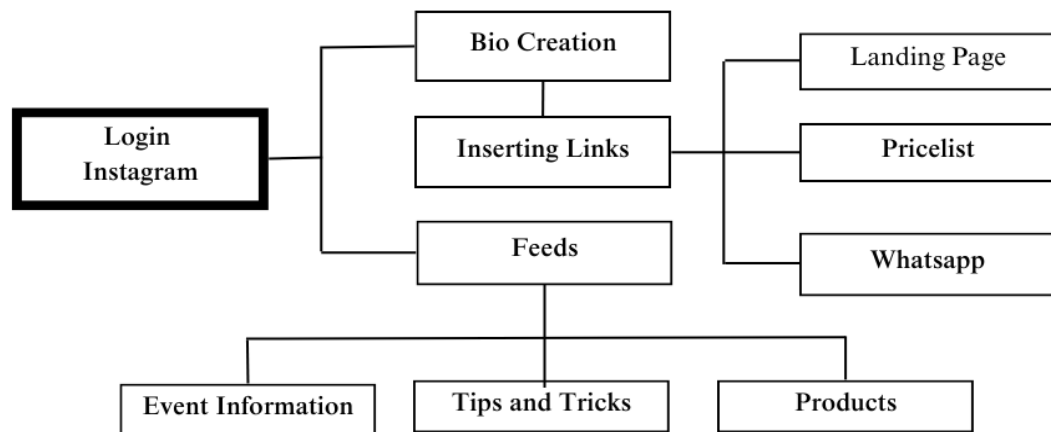 Bio Creation
Landing Page
Login
Instagram
Inserting Links
Pricelist
Feeds
Whatsapp
Event Information
Tips and Tricks
Products